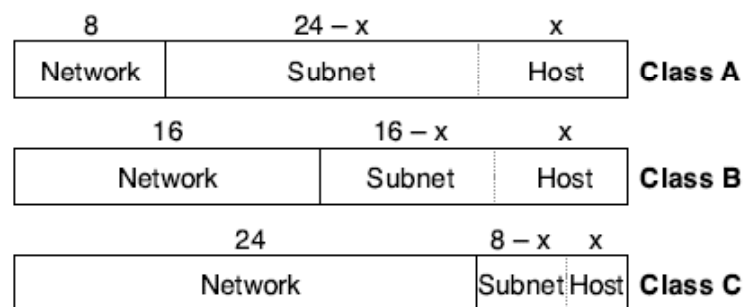 8 24 – x x
Network Subnet Host Class A
16 16 – x x
Network Subnet Host Class B
24 8 – x x
Network Subnet Host Class C